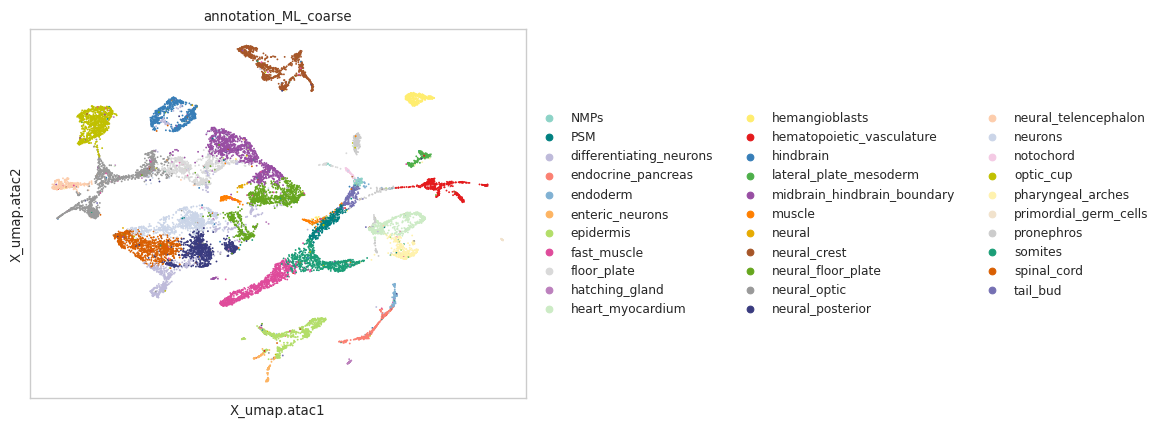 annotation_ML_coarse
X_umap.atac2
X_umap.atac1
NMPs
PSM
differentiating_neurons
endocrine_pancreas
endoderm
enteric_neurons
epidermis
fast_muscle
floor_plate
hatching_gland
heart_myocardium
hemangioblasts
hematopoietic_vasculature
hindbrain
lateral_plate_mesoderm
midbrain_hindbrain_boundary
muscle
neural
neural_crest
neural_floor_plate
neural_optic
neural_posterior
neural_telencephalon
neurons
notochord
optic_cup
pharyngeal_arches
primordial_germ_cells
pronephros
somites
spinal_cord
tail_bud